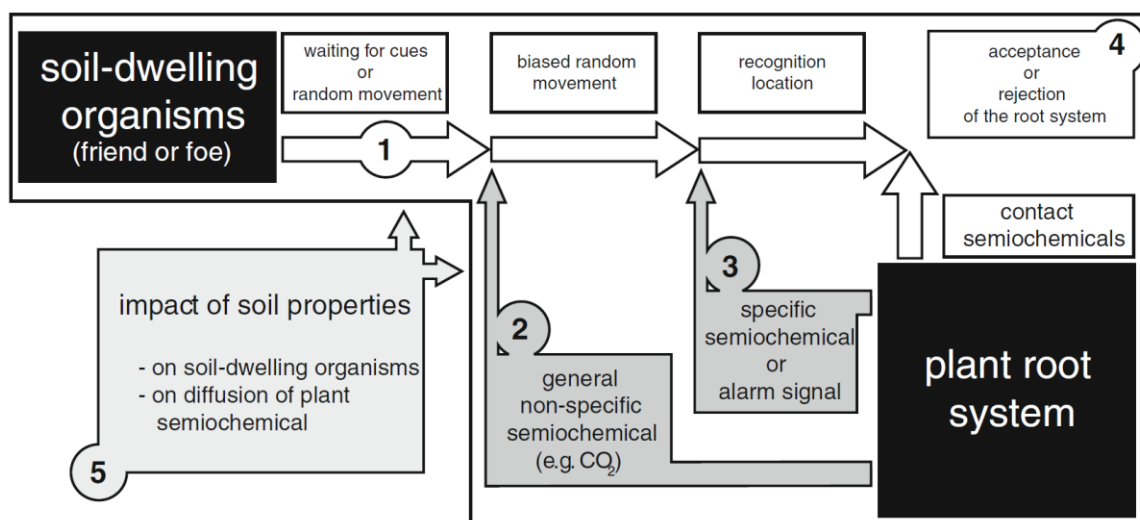 soil-dwelling
organisms
(friend or foe)
waiting for cues
or
random movement
1
biased random
movement
recognition
location
4
acceptance
or
rejection
of the root system
contact
semiochemicals
5
impact of soil properties
- on soil-dwelling organisms
- on diffusion of plant
semiochemical
2
general
non-specific
semiochemical
(e.g. CO₂)
3
specific
semiochemical
or
alarm signal
plant root
system